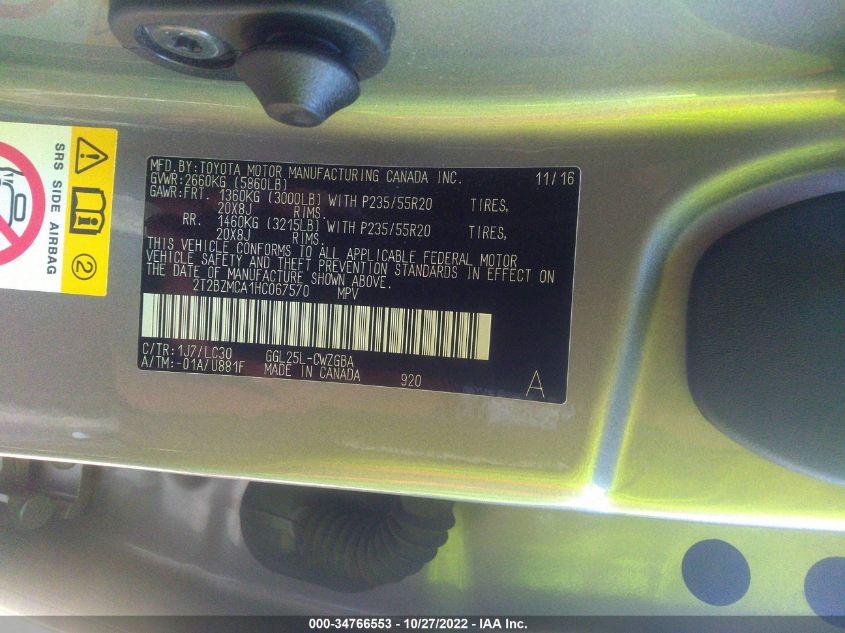 SRS SIDE AIRBAG
2
MFD.BY:TOYOTA MOTOR MANUFACTURING CANADA INC. 11/16
GVWR:2660KG (5860LB)
GAWR:FRT. 1360KG (3000LB) WITH P235/55R20 TIRES,
20X8J RIMS.
RR. 1460KG (3215LB) WITH P235/55R20 TIRES,
20X8J RIMS.
THIS VEHICLE CONFORMS TO ALL APPLICABLE FEDERAL MOTOR
VEHICLE SAFETY AND THEFT PREVENTION STANDARDS IN EFFECT ON
THE DATE OF MANUFACTURE SHOWN ABOVE.
2T2BZMCA1HC067570 MPV
C/TR:1J7/LC30 GGL25L-CWZGBA
A/TM:-01A/U881F MADE IN CANADA 920 A
000-34766553 / 10/27/2022 - IAA Inc.